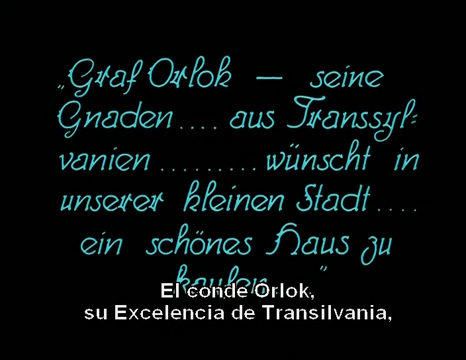 „Graf Orlok — seine
Gnaden .... aus Transsyl=
vanien ......... wünscht in
unserer kleinen Stadt ....
ein schönes Haus zu
kaufen "
El conde Orlok,
su Excelencia de Transilvania,